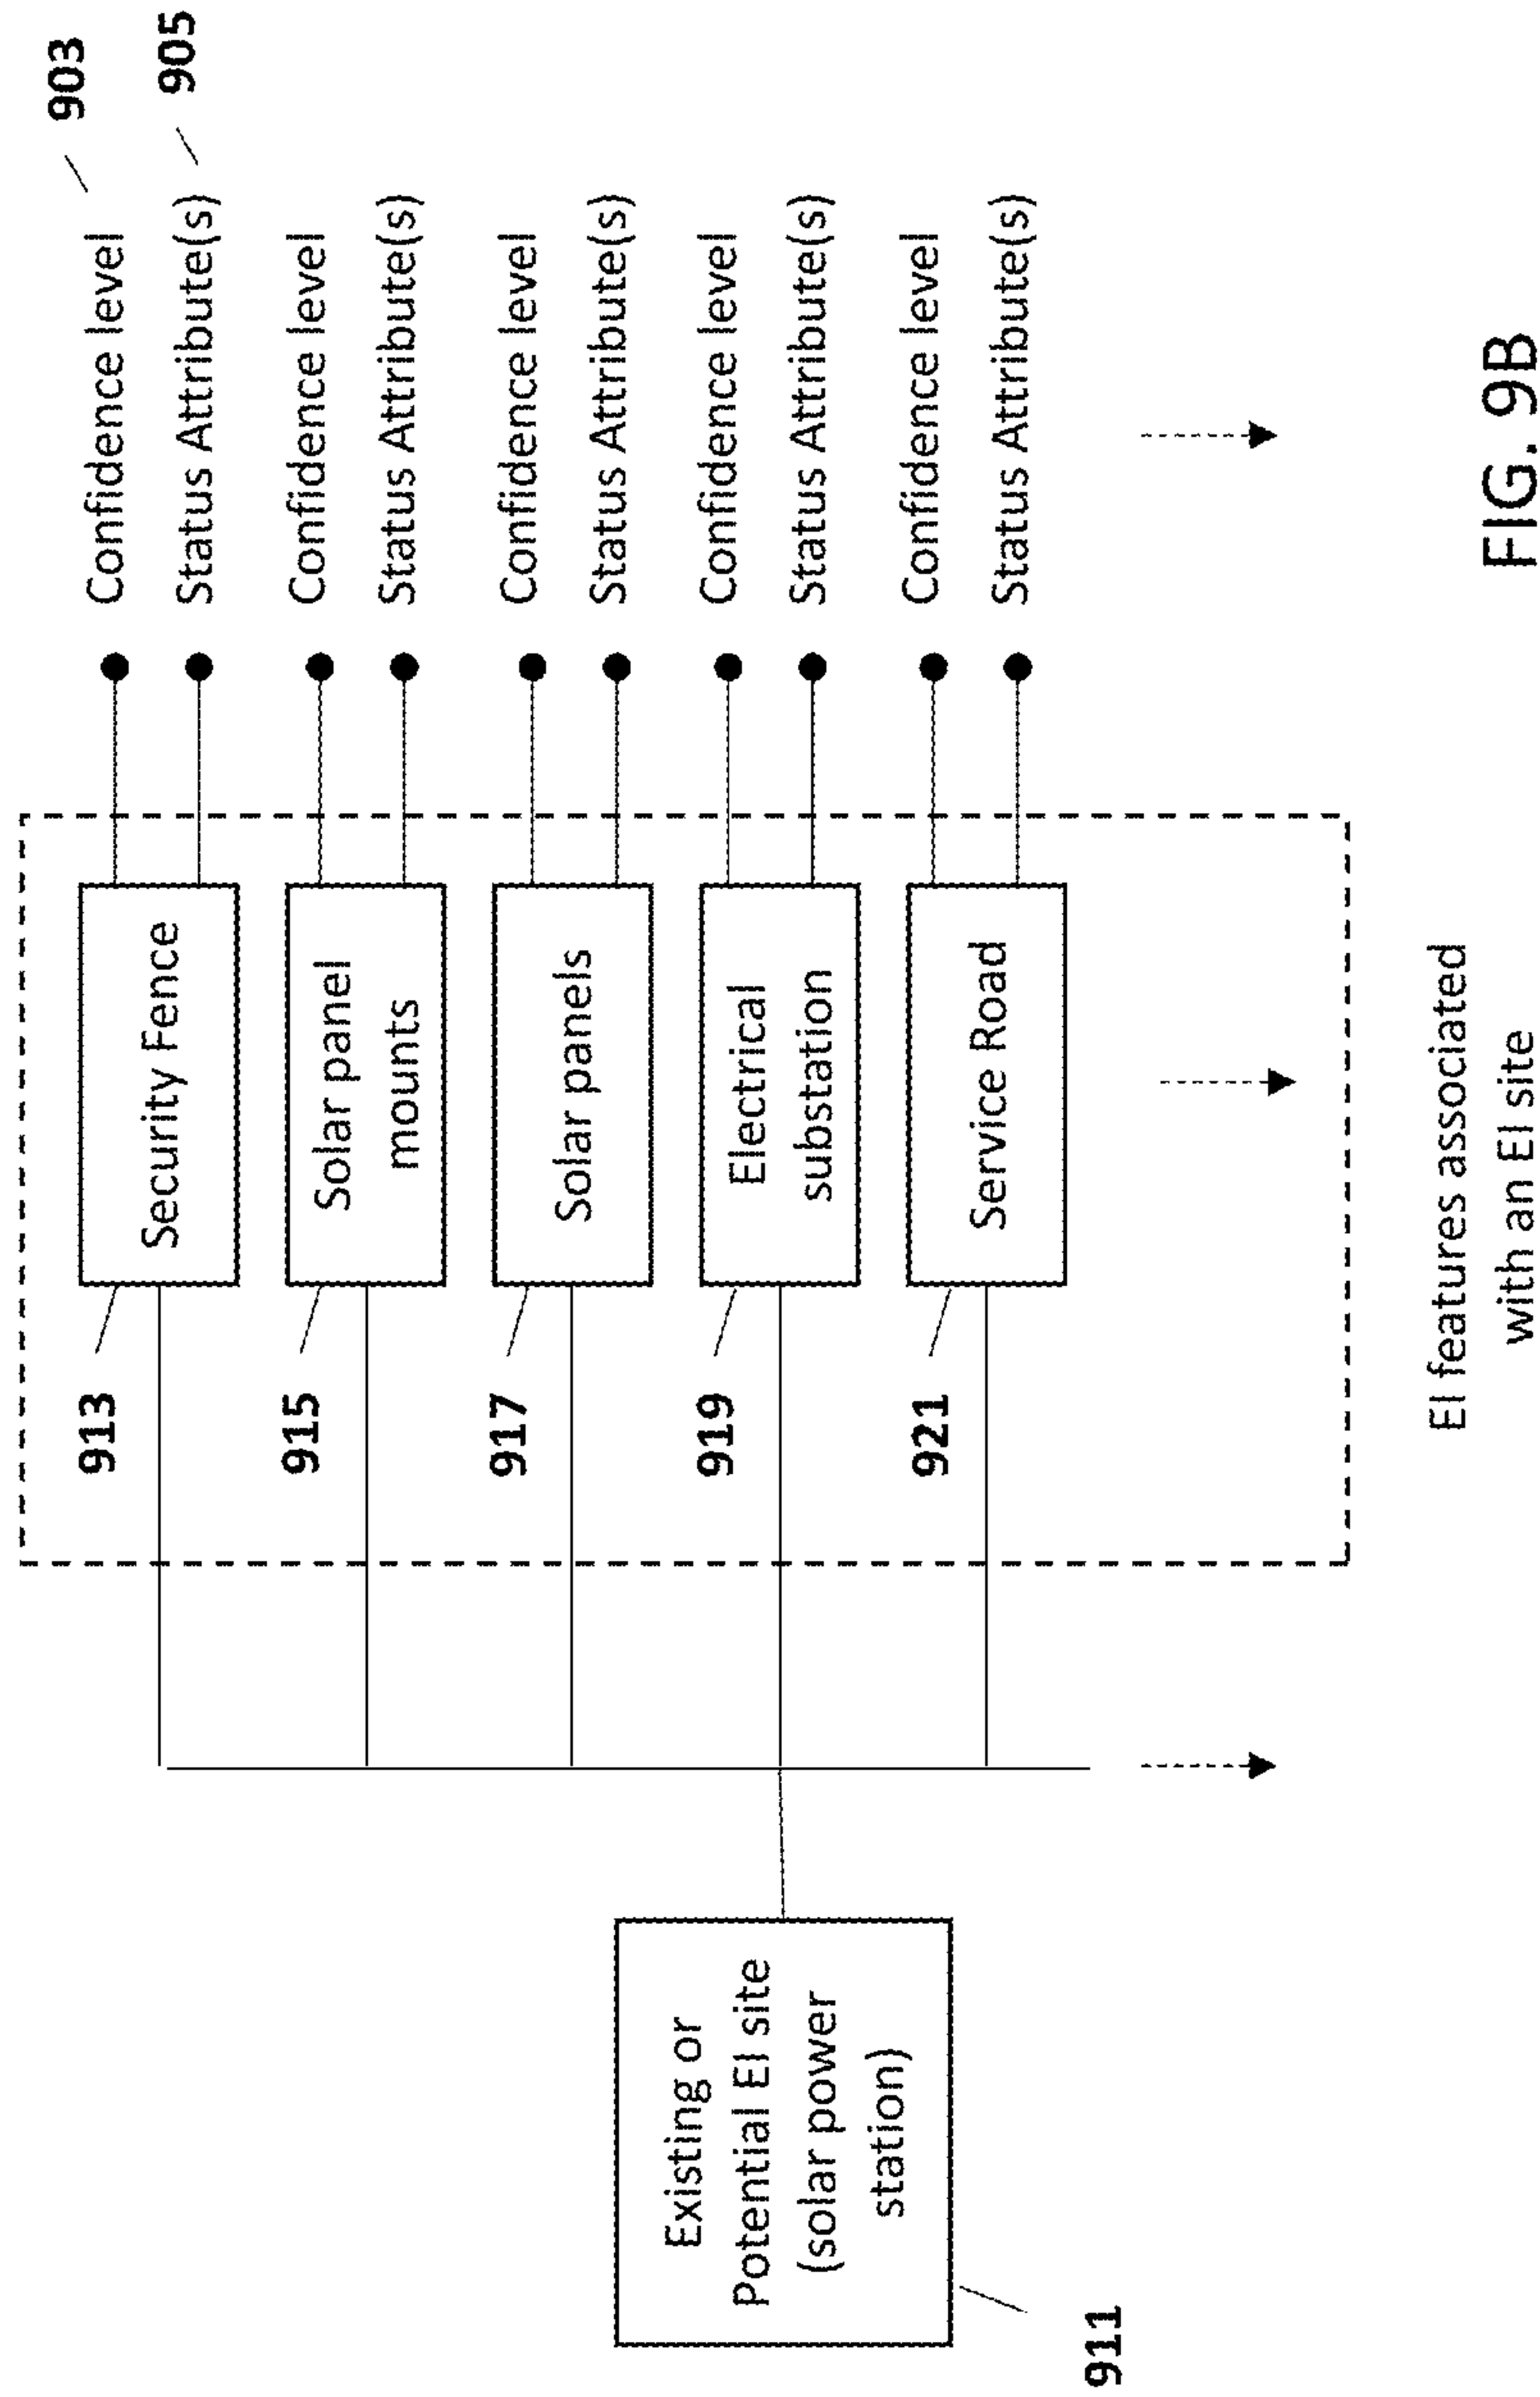 903
Confidence level
905
Status Attribute(s)
913
Security Fence
Confidence level
Status Attribute(s)
915
Solar panel
mounts
Confidence level
Status Attribute(s)
917
Solar panels
Confidence level
Status Attribute(s)
919
Electrical
substation
Confidence level
Status Attribute(s)
921
Service Road
Existing or
Potential EI site
(solar power
station)
911
EI features associated
with an EI site
FIG. 9B